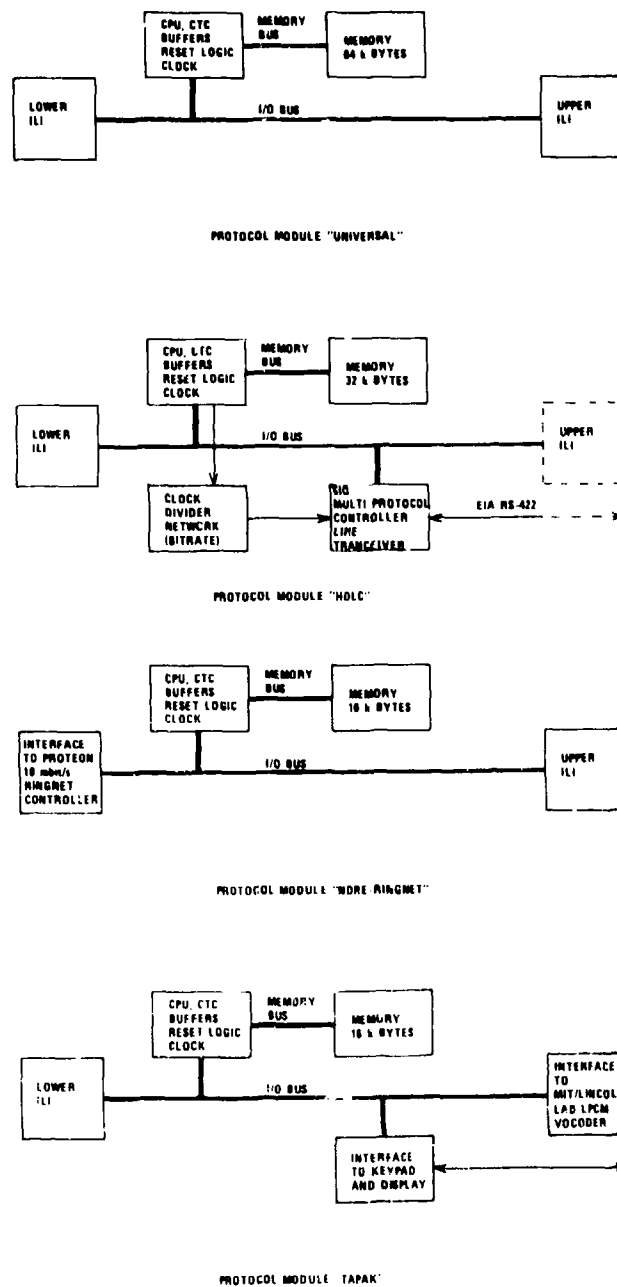 CPU, CTC
BUFFERS
RESET LOGIC
CLOCK
MEMORY
BUS
MEMORY
64 k BYTES
LOWER
ILI
I/O BUS
UPPER
ILI
PROTOCOL MODULE "UNIVERSAL"
CPU, CTC
BUFFERS
RESET LOGIC
CLOCK
MEMORY
BUS
MEMORY
32 k BYTES
LOWER
ILI
I/O BUS
UPPER
ILI
CLOCK
DIVIDER
NETWORK
(BITRATE)
SIO
MULTI PROTOCOL
CONTROLLER
LINE
TRANCEIVER
EIA RS-422
PROTOCOL MODULE "HDLC"
CPU, CTC
BUFFERS
RESET LOGIC
CLOCK
MEMORY
BUS
MEMORY
16 k BYTES
INTERFACE
TO PROTEON
10
RINGNET
CONTROLLER
I/O BUS
UPPER
ILI
PROTOCOL MODULE "NDRE-RINGNET"
CPU, CTC
BUFFERS
RESET LOGIC
CLOCK
MEMORY
BUS
MEMORY
16 k BYTES
LOWER
ILI
I/O BUS
INTERFACE
TO
MIT/LINCOL
LAB LPCM
VOCODER
INTERFACE
TO KEYPAD
AND DISPLAY
PROTOCOL MODULE 'TAPAK'